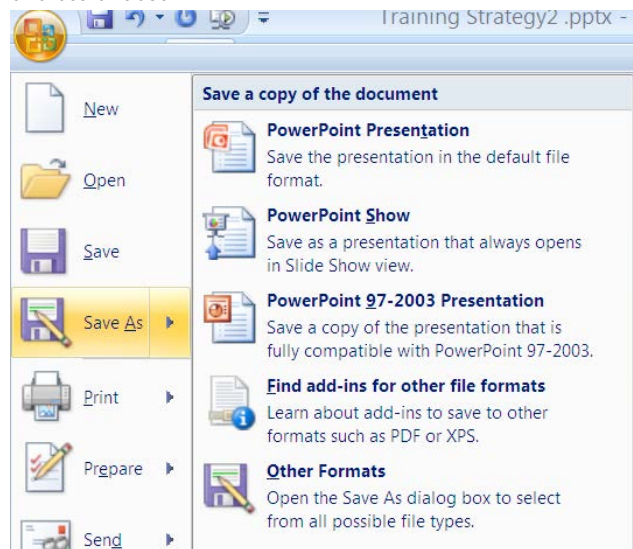 Training Strategy2 .pptx -
New
Open
Save
Save As
Print
Prepare
Send
Save a copy of the document
PowerPoint Presentation
Save the presentation in the default file
format.
PowerPoint Show
Save as a presentation that always opens
in Slide Show view.
PowerPoint 97-2003 Presentation
Save a copy of the presentation that is
fully compatible with PowerPoint 97-2003.
Find add-ins for other file formats
Learn about add-ins to save to other
formats such as PDF or XPS.
Other Formats
Open the Save As dialog box to select
from all possible file types.